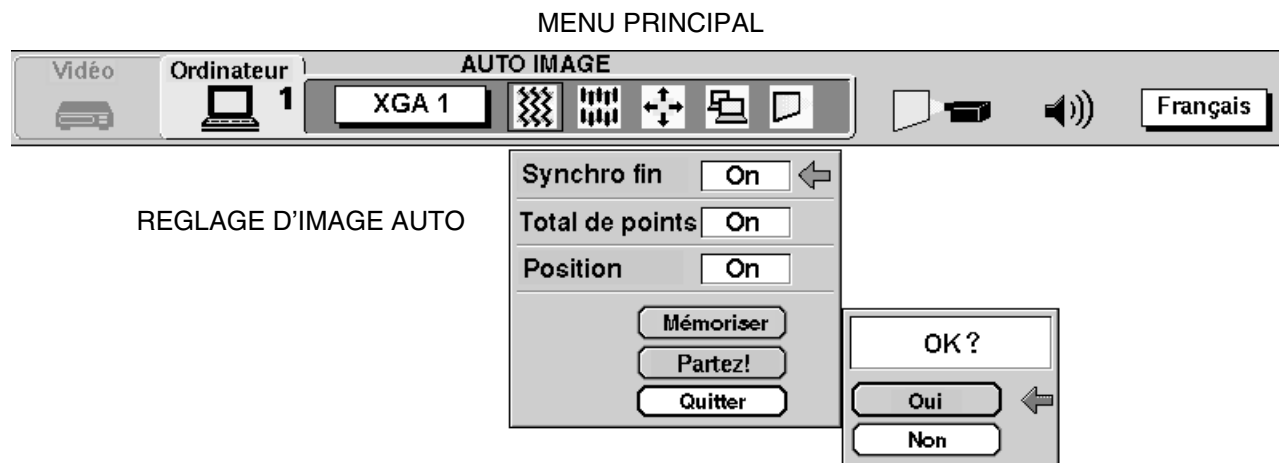 MENU PRINCIPAL
AUTO IMAGE
Vidéo
Ordinateur
1
XGA 1
Français
REGLAGE D'IMAGE AUTO
Synchro fin On
Total de points On
Position On
Mémoriser
Partez!
Quitter
OK?
Oui
Non